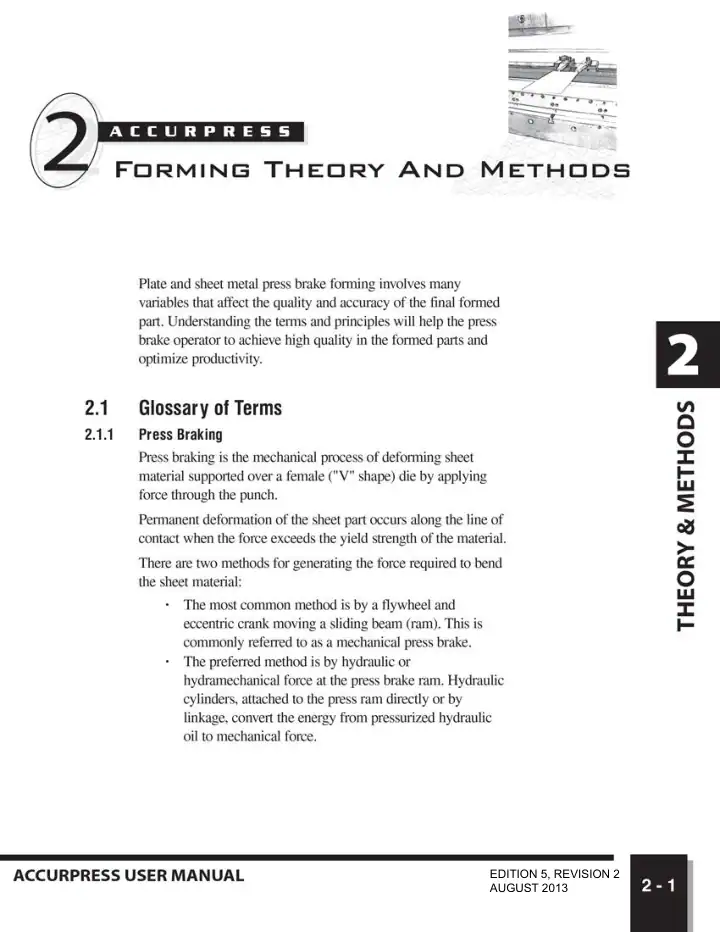 2
ACCURPRESS
FORMING THEORY AND METHODS
Plate and sheet metal press brake forming involves many
variables that affect the quality and accuracy of the final formed
part. Understanding the terms and principles will help the press
brake operator to achieve high quality in the formed parts and
optimize productivity.
2.1 Glossary of Terms
2.1.1 Press Braking
Press braking is the mechanical process of deforming sheet
material supported over a female ("V" shape) die by applying
force through the punch.
Permanent deformation of the sheet part occurs along the line of
contact when the force exceeds the yield strength of the material.
There are two methods for generating the force required to bend
the sheet material:
· The most common method is by a flywheel and
eccentric crank moving a sliding beam (ram). This is
commonly referred to as a mechanical press brake.
· The preferred method is by hydraulic or
hydramechanical force at the press brake ram. Hydraulic
cylinders, attached to the press ram directly or by
linkage, convert the energy from pressurized hydraulic
oil to mechanical force.
2
THEORY & METHODS
ACCURPRESS USER MANUAL
EDITION 5, REVISION 2
AUGUST 2013
2 - 1